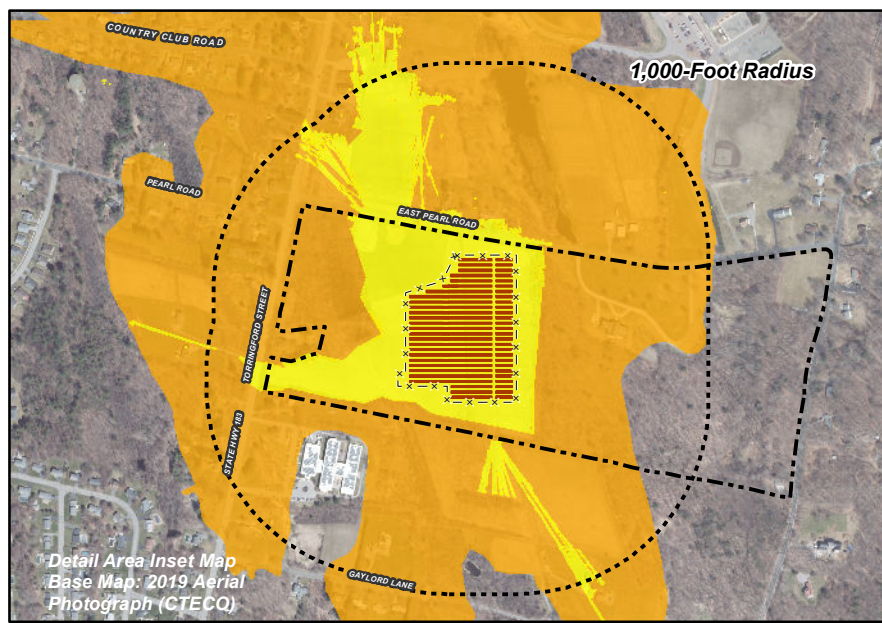 COUNTRY CLUB ROAD
1,000-Foot Radius
PEARL ROAD
EAST PEARL ROAD
TORRINGFORD STREET
STATE HWY 183
GAYLORD LANE
Detail Area Inset Map
Base Map: 2019 Aerial
Photograph (CTECO)